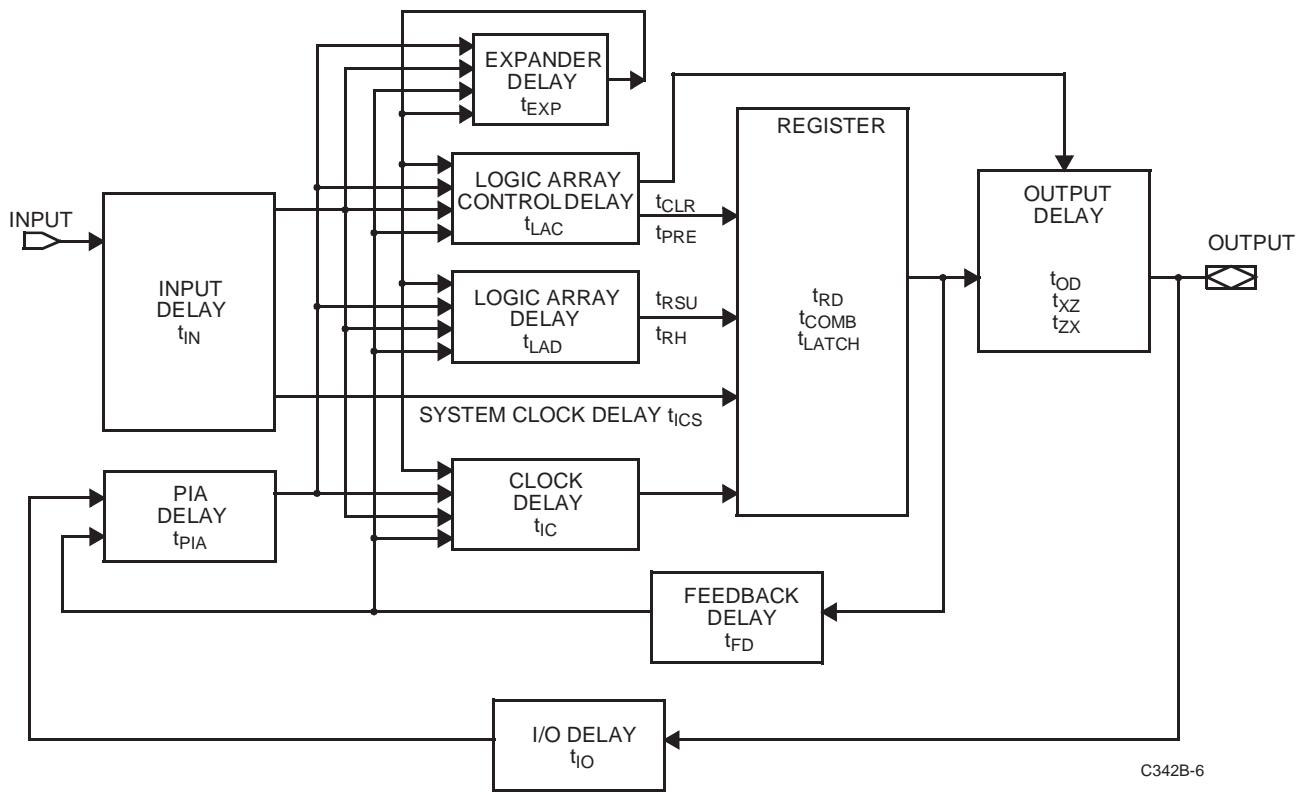 EXPANDER
DELAY
tEXP
REGISTER
LOGIC ARRAY
CONTROL DELAY
tLAC
tCLR
tPRE
OUTPUT
DELAY
tOD
tXZ
tZX
INPUT
OUTPUT
INPUT
DELAY
tIN
LOGIC ARRAY
DELAY
tLAD
tRSU
tRH
tRD
tCOMB
tLATCH
SYSTEM CLOCK DELAY tICS
PIA
DELAY
tPIA
CLOCK
DELAY
tIC
FEEDBACK
DELAY
tFD
I/O DELAY
tIO
C342B-6